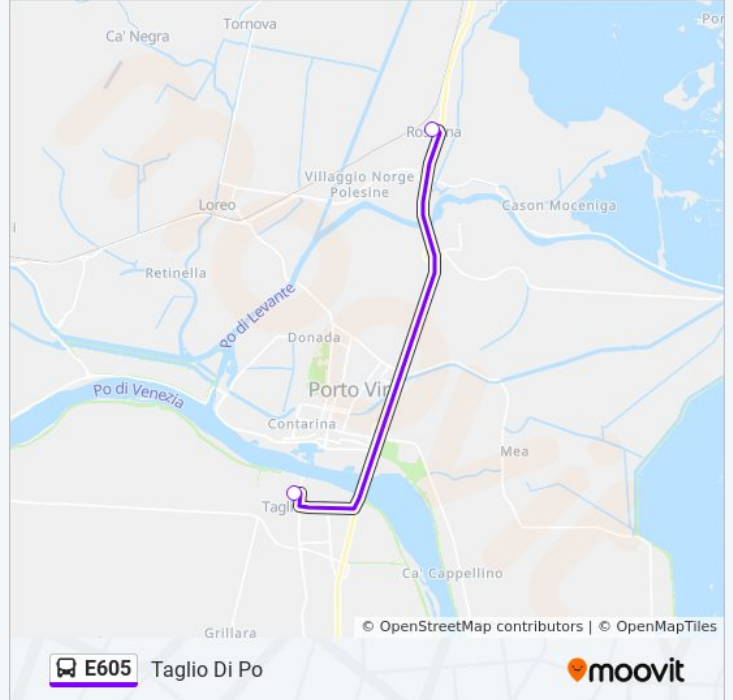 Tornova
Ca' Negra
Villaggio Norge
Polesine
Loreo
Cason Moceniga
Retinella
Po di Levante
Donada
Po di Venezia
Contarina
Mea
Ca' Cappellino
© OpenStreetMap contributors | © OpenMapTiles
Grillara
E605 Taglio Di Po
moovit